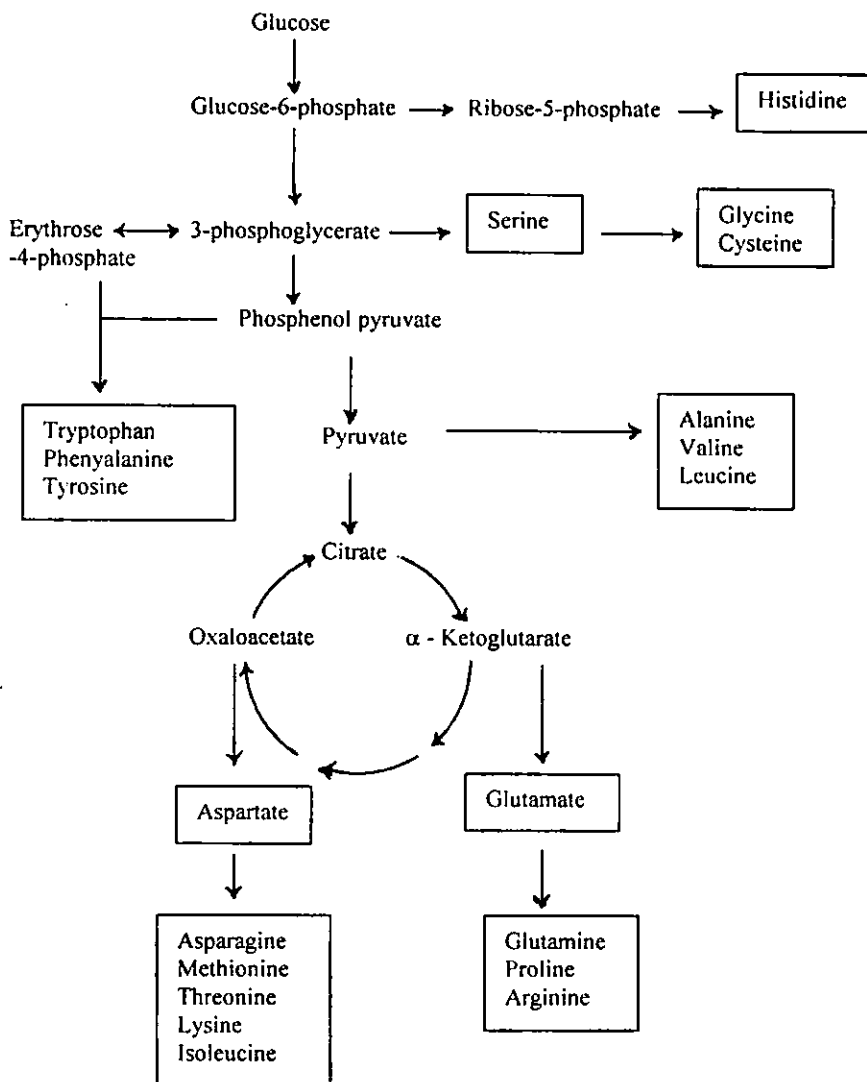 Glucose
Glucose-6-phosphate
Ribose-5-phosphate
Histidine
Erythrose
-4-phosphate
3-phosphoglycerate
Serine
Glycine
Cysteine
Phosphenol pyruvate
Tryptophan
Phenyalanine
Tyrosine
Pyruvate
Alanine
Valine
Leucine
Citrate
Oxaloacetate
α - Ketoglutarate
Aspartate
Glutamate
Asparagine
Methionine
Threonine
Lysine
Isoleucine
Glutamine
Proline
Arginine